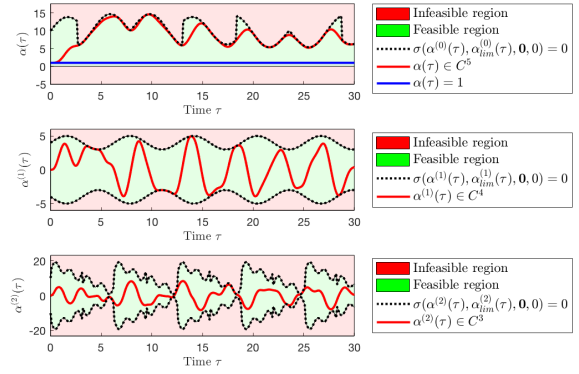 15
10
5
0
-5
α(τ)
0 5 10 15 20 25 30
Time τ
Infeasible region
Feasible region
σ(α⁽⁰⁾(τ), α⁽⁰⁾ₗᵢₘ(τ), 𝟎, 0) = 0
α(τ) ∈ C⁵
α(τ) = 1
5
0
-5
α⁽¹⁾(τ)
0 5 10 15 20 25 30
Time τ
Infeasible region
Feasible region
σ(α⁽¹⁾(τ), α⁽¹⁾ₗᵢₘ(τ), 𝟎, 0) = 0
α⁽¹⁾(τ) ∈ C⁴
20
0
-20
α⁽²⁾(τ)
0 5 10 15 20 25 30
Time τ
Infeasible region
Feasible region
σ(α⁽²⁾(τ), α⁽²⁾ₗᵢₘ(τ), 𝟎, 0) = 0
α⁽²⁾(τ) ∈ C³